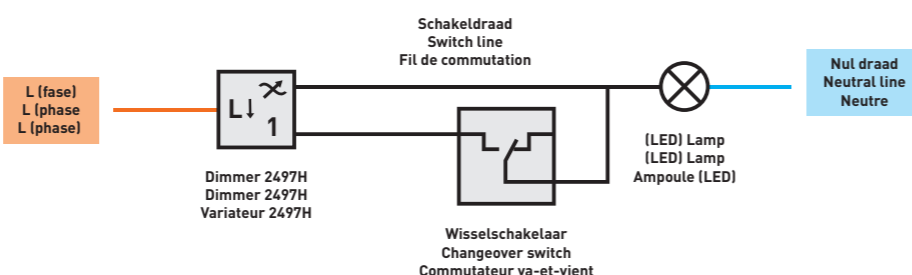 Schakeldraad
Switch line
Fil de commutation
L (fase)
L (phase
L (phase)
L↓
1
Nul draad
Neutral line
Neutre
Dimmer 2497H
Dimmer 2497H
Variateur 2497H
(LED) Lamp
(LED) Lamp
Ampoule (LED)
Wisselschakelaar
Changeover switch
Commutateur va-et-vient